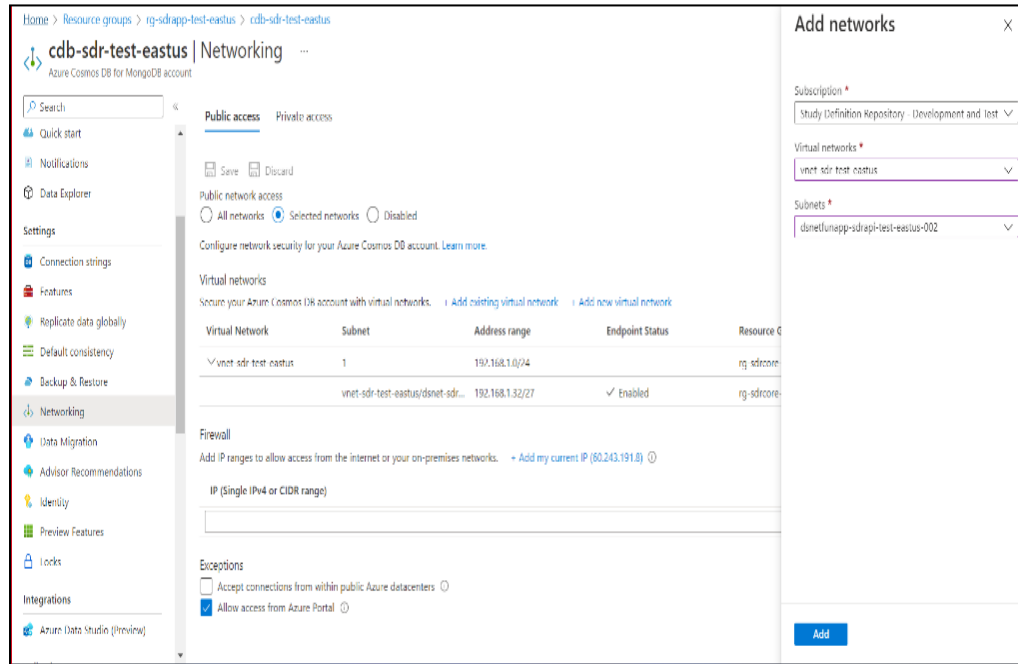 Home > Resource groups > rg-sdrapp-test-eastus > cdb-sdr-test-eastus
cdb-sdr-test-eastus | Networking ...
Azure Cosmos DB for MongoDB account
Search
Quick start
Notifications
Data Explorer
Settings
Connection strings
Features
Replicate data globally
Default consistency
Backup & Restore
Networking
Data Migration
Advisor Recommendations
Identity
Preview Features
Locks
Integrations
Azure Data Studio (Preview)
Public access Private access
Save Discard
Public network access
All networks Selected networks Disabled
Configure network security for your Azure Cosmos DB account. Learn more.
Virtual networks
Secure your Azure Cosmos DB account with virtual networks. + Add existing virtual network + Add new virtual network
Virtual Network Subnet Address range Endpoint Status Resource G
vnet-sdr-test-eastus 1 192.168.1.0/24 rg-sdrcore-
vnet-sdr-test-eastus/dsnet-sdr... 192.168.1.32/27 Enabled rg-sdrcore-
Firewall
Add IP ranges to allow access from the internet or your on-premises networks. + Add my current IP (60.243.191.8)
IP (Single IPv4 or CIDR range)
Exceptions
Accept connections from within public Azure datacenters
Allow access from Azure Portal
Add networks
Subscription *
Study Definition Repository - Development and Test
Virtual networks *
vnet-sdr-test-eastus
Subnets *
dsnetfunapp-sdrapi-test-eastus-002
Add